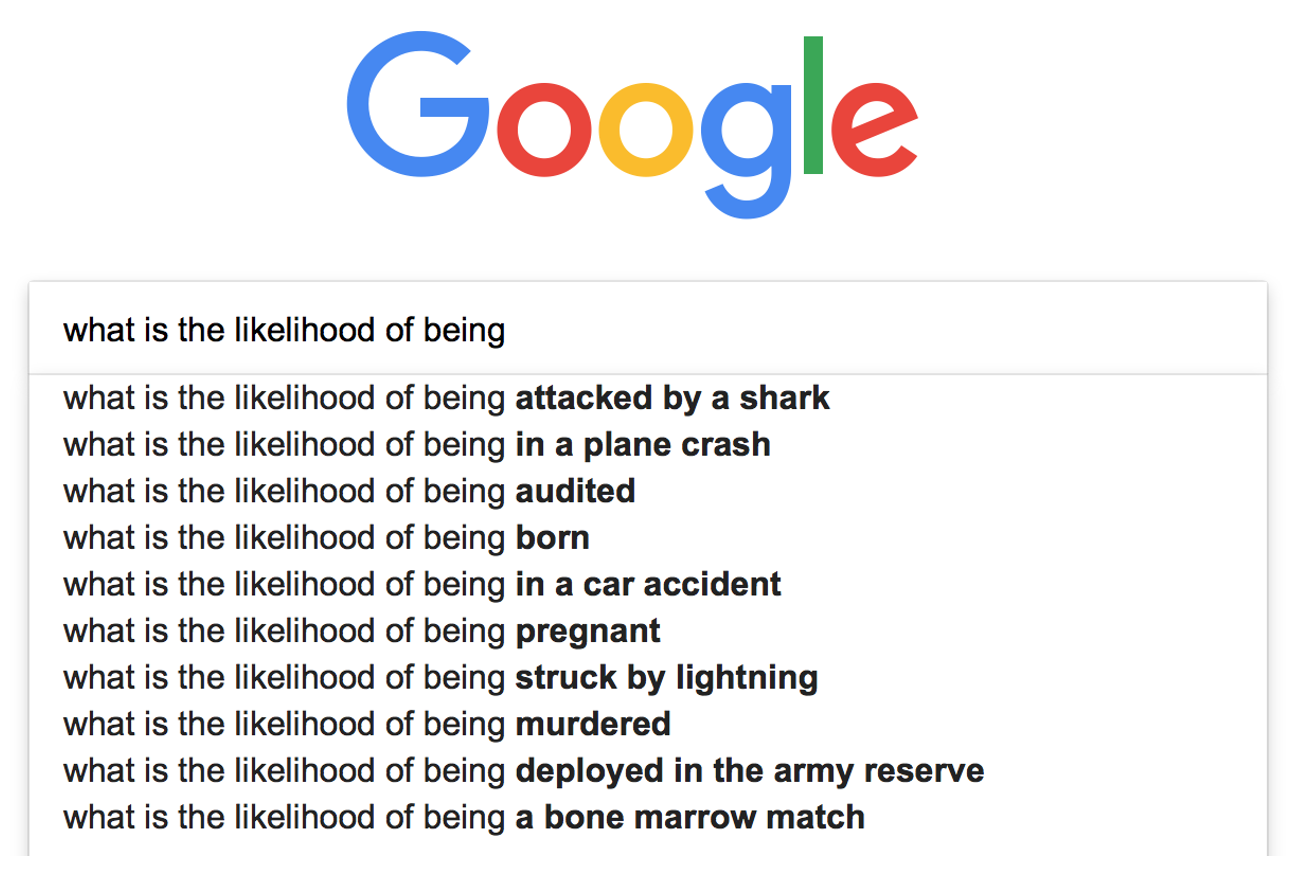 Google
what is the likelihood of being
what is the likelihood of being attacked by a shark
what is the likelihood of being in a plane crash
what is the likelihood of being audited
what is the likelihood of being born
what is the likelihood of being in a car accident
what is the likelihood of being pregnant
what is the likelihood of being struck by lightning
what is the likelihood of being murdered
what is the likelihood of being deployed in the army reserve
what is the likelihood of being a bone marrow match